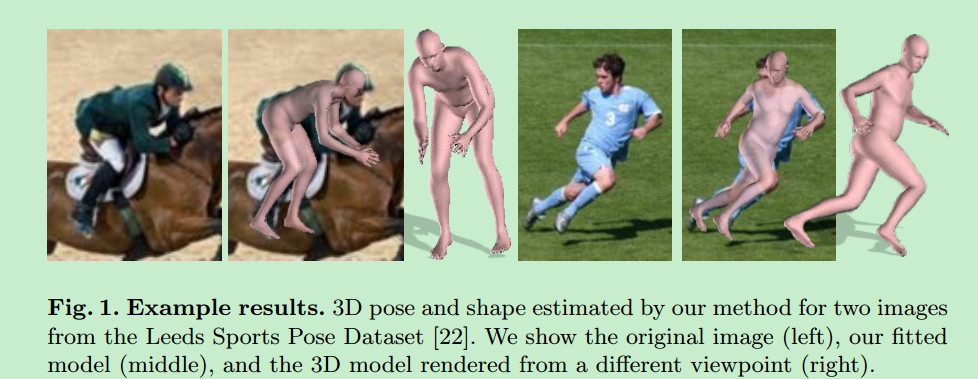 3
Fig. 1. Example results. 3D pose and shape estimated by our method for two images
from the Leeds Sports Pose Dataset [22]. We show the original image (left), our fitted
model (middle), and the 3D model rendered from a different viewpoint (right).